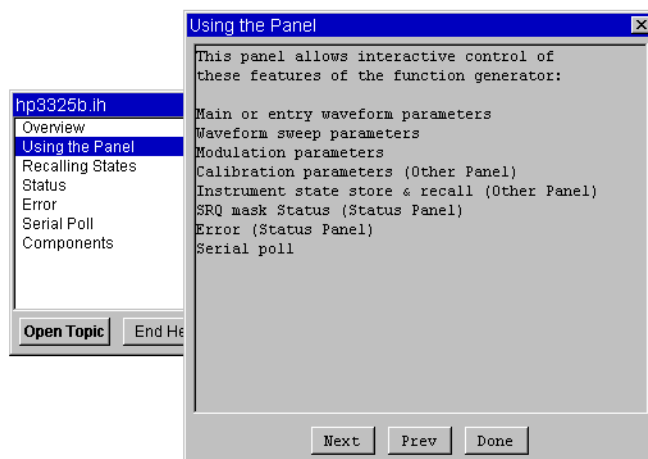 hp3325b.ih
Overview
Using the Panel
Recalling States
Status
Error
Serial Poll
Components
Open Topic
End He
Using the Panel
This panel allows interactive control of
these features of the function generator:
Main or entry waveform parameters
Waveform sweep parameters
Modulation parameters
Calibration parameters (Other Panel)
Instrument state store & recall (Other Panel)
SRQ mask Status (Status Panel)
Error (Status Panel)
Serial poll
Next
Prev
Done